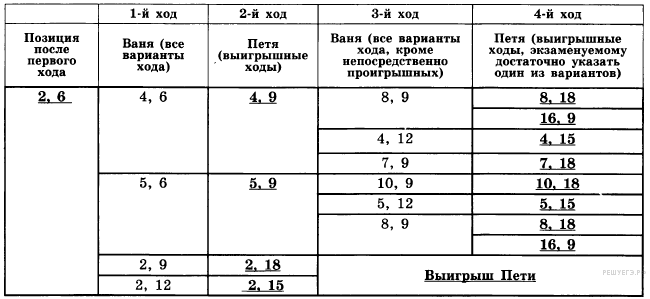 1-й ход 2-й ход 3-й ход 4-й ход
Позиция после первого хода Ваня (все варианты хода) Петя (выигрышные ходы) Ваня (все варианты хода, кроме непосредственно проигрышных) Петя (выигрышные ходы, экзаменуемому достаточно указать один из вариантов)
2, 6 4, 6 4, 9 8, 9 8, 18
16, 9
4, 12 4, 15
7, 9 7, 18
5, 6 5, 9 10, 9 10, 18
5, 12 5, 15
8, 9 8, 18
16, 9
2, 9 2, 18 Выигрыш Пети
2, 12 2, 15
РЕШУЕГЭ.РФ